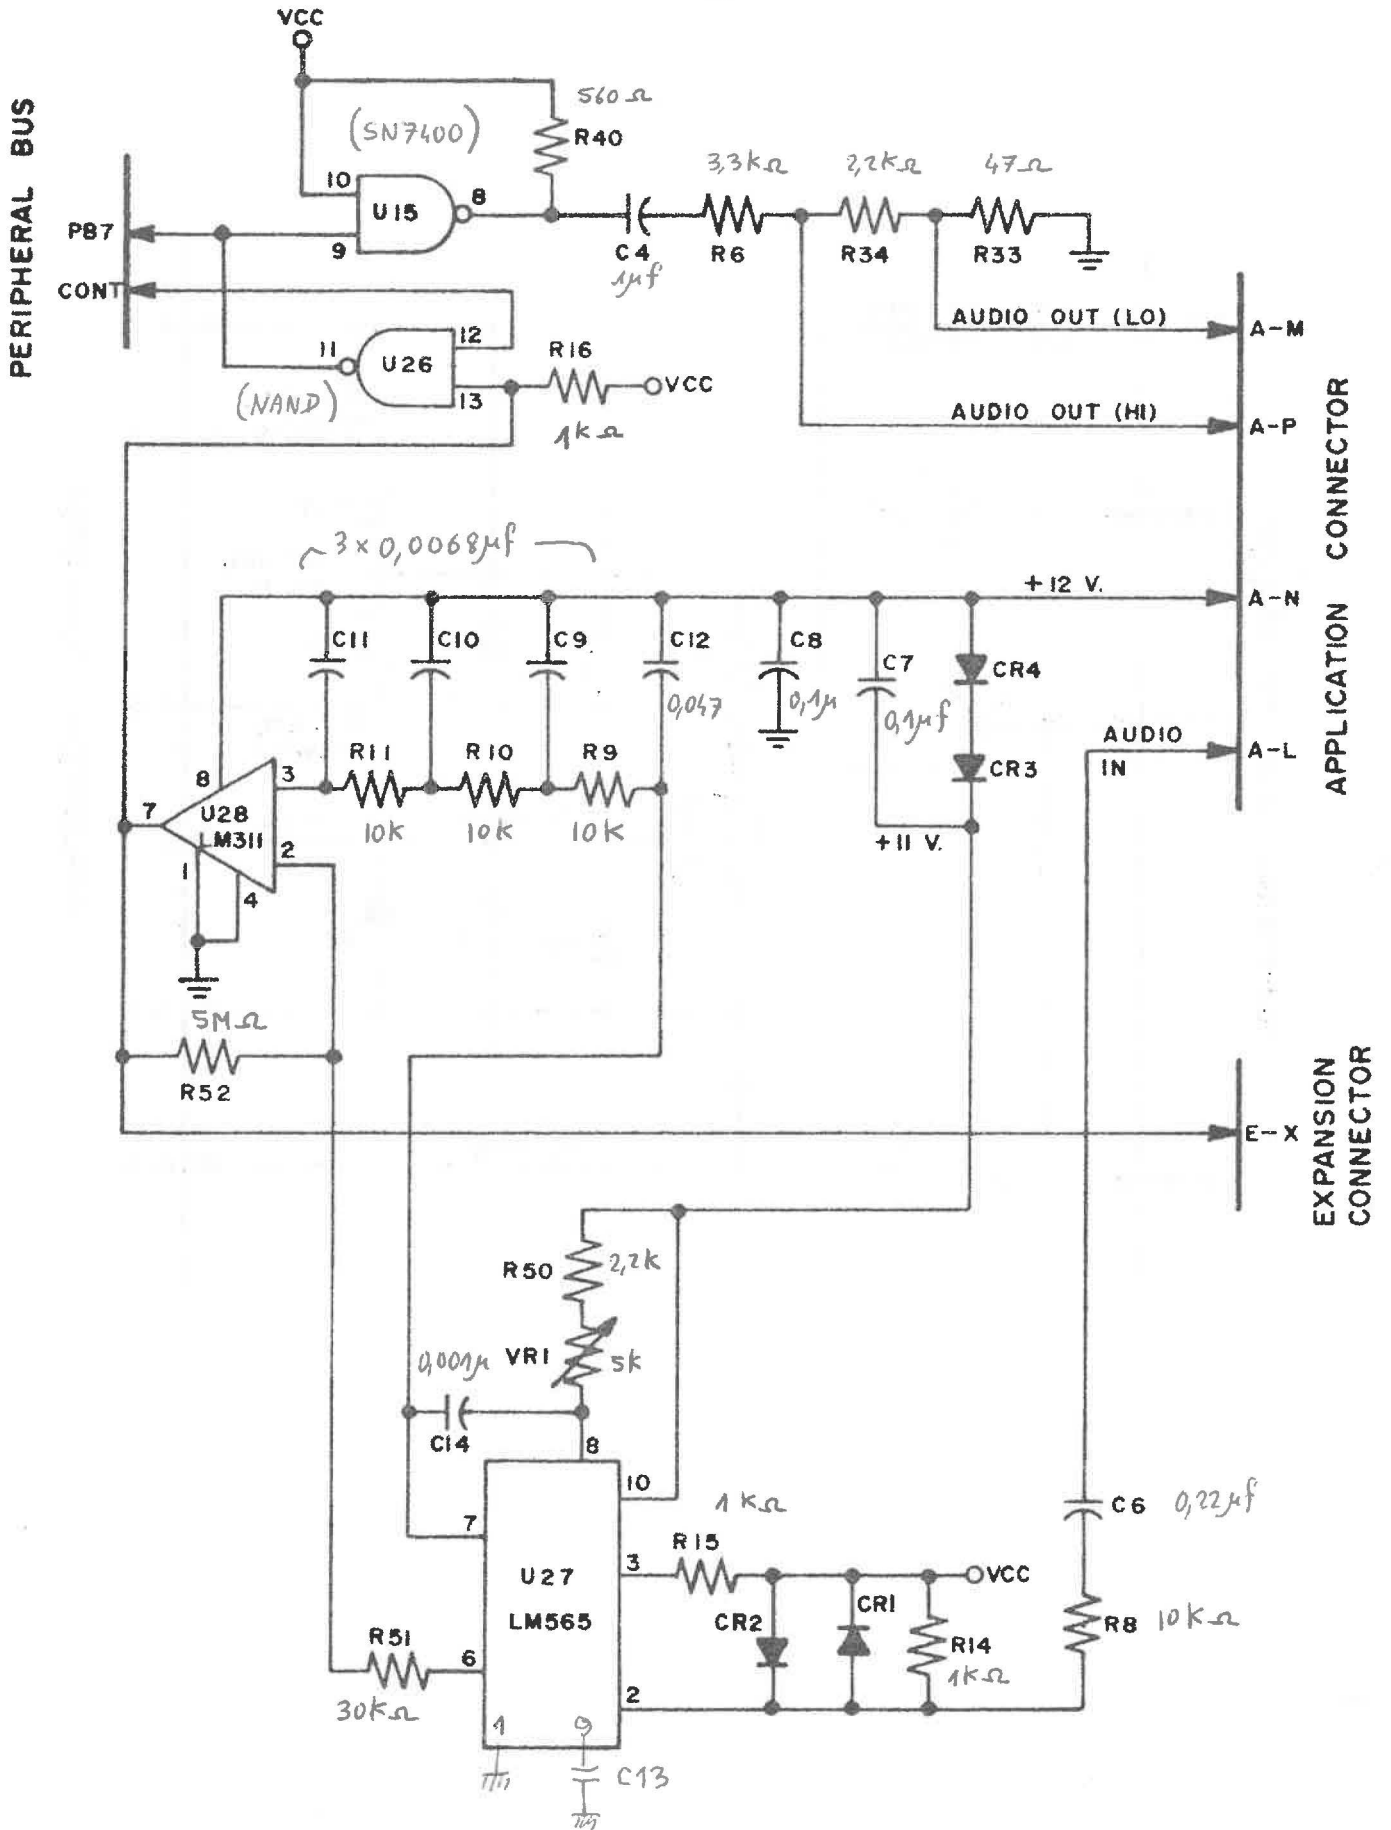 VCC
PERIPHERAL BUS
560 Ω
R40
(SN7400)
10
U15
8
9
PB7
CONT
3,3kΩ
2,2kΩ
47Ω
C4
1µf
R6
R34
R33
12
11
U26
13
(NAND)
R16
VCC
1kΩ
AUDIO OUT (LO)
A-M
AUDIO OUT (HI)
A-P
APPLICATION CONNECTOR
3 x 0,0068µf
+12 V.
A-N
C11
C10
C9
C12
C8
C7
CR4
0,047
0,1µ
0,1µf
AUDIO
IN
A-L
R11
R10
R9
CR3
8
3
7
U28
LM311
10k
10k
10k
2
+11 V.
1
4
5MΩ
R52
E-X
EXPANSION
CONNECTOR
R50
2,2k
0,001µ
VR1
5k
C14
8
10
1kΩ
C6
0,22µf
7
R15
3
VCC
U27
LM565
CR2
CR1
R14
1kΩ
R8
10kΩ
R51
6
2
30kΩ
1
9
C13